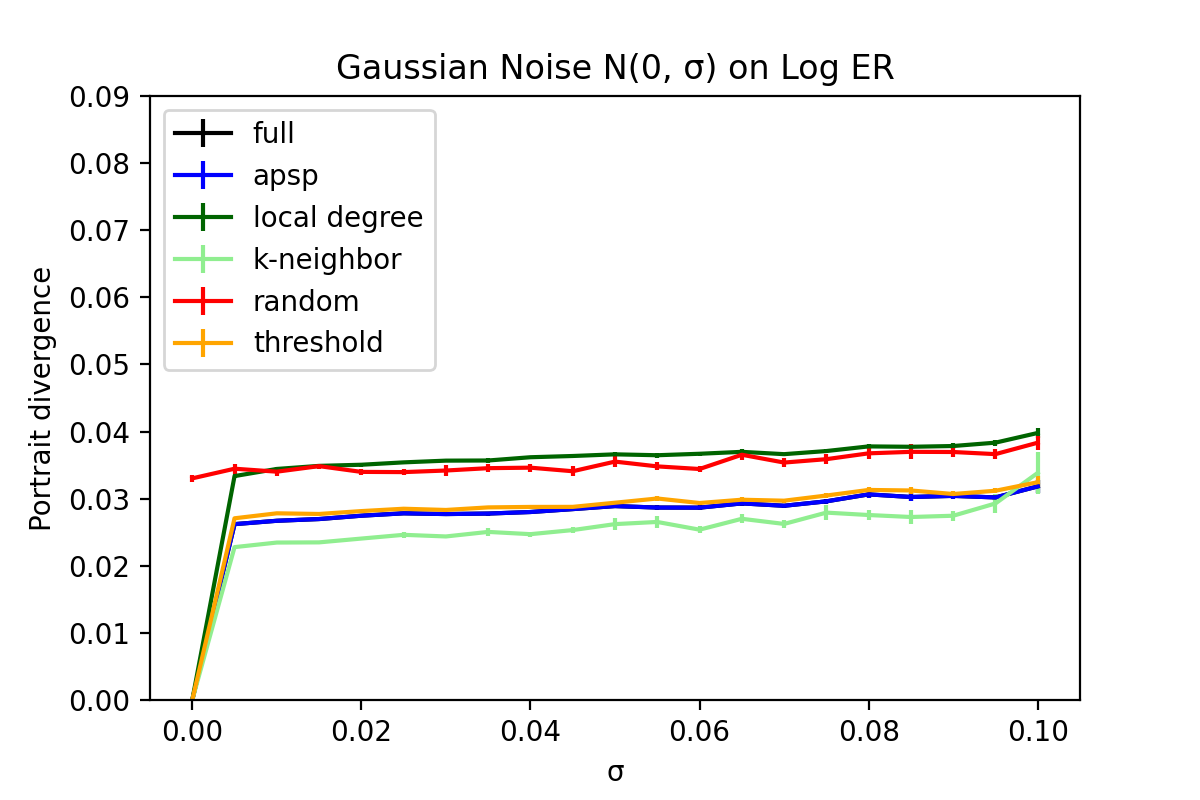 Gaussian Noise N(0, σ) on Log ER
Portrait divergence
0.09
0.08
0.07
0.06
0.05
0.04
0.03
0.02
0.01
0.00
full
apsp
local degree
k-neighbor
random
threshold
0.00
0.02
0.04
0.06
0.08
0.10
σ